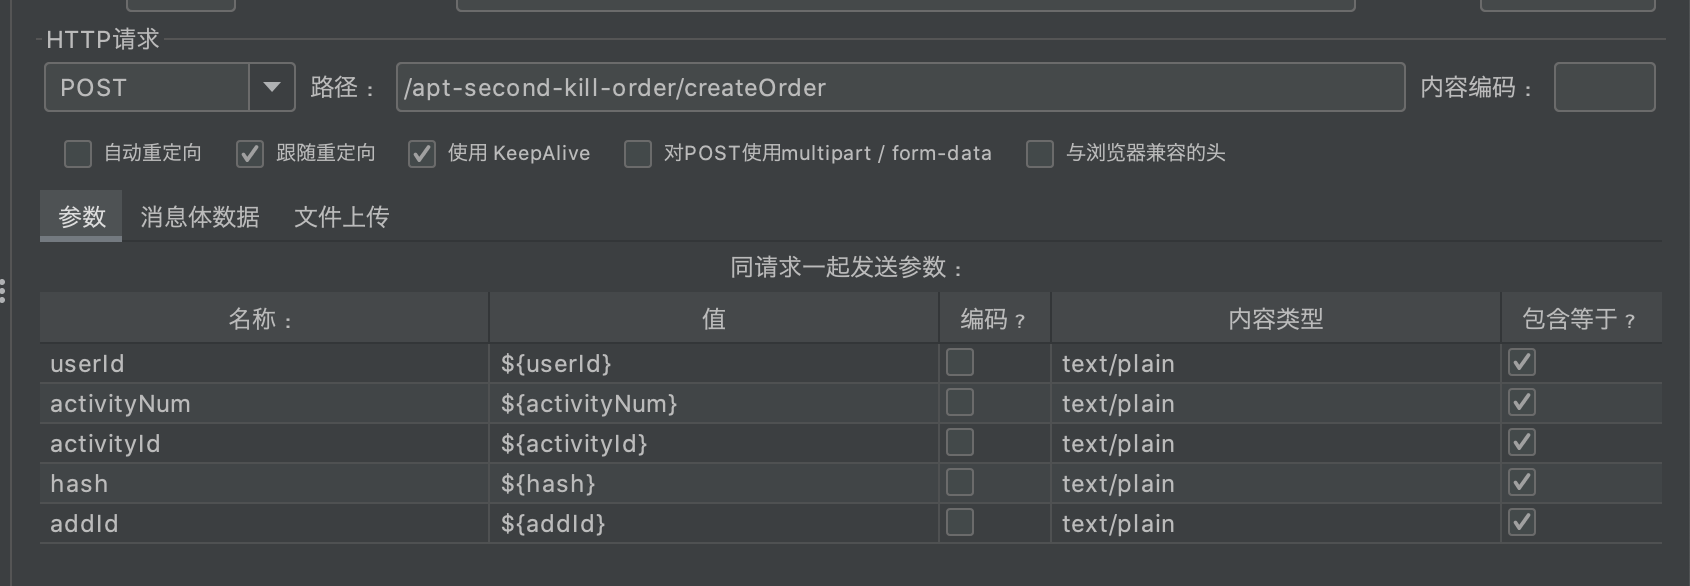 HTTP请求
POST 路径： /apt-second-kill-order/createOrder 内容编码：
自动重定向 跟随重定向 使用 KeepAlive 对POST使用multipart / form-data 与浏览器兼容的头
参数 消息体数据 文件上传
同请求一起发送参数：
名称： 值 编码？ 内容类型 包含等于？
userId ${userId} text/plain
activityNum ${activityNum} text/plain
activityId ${activityId} text/plain
hash ${hash} text/plain
addId ${addId} text/plain